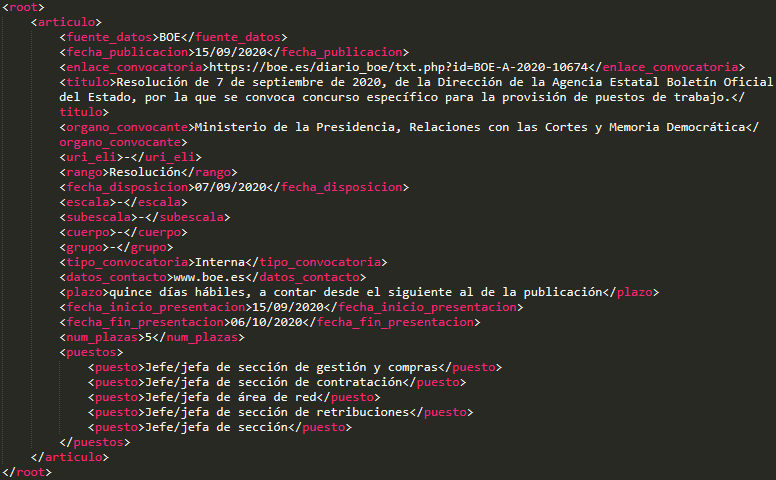 <root>
<articulo>
<fuente_datos>BOE</fuente_datos>
<fecha_publicacion>15/09/2020</fecha_publicacion>
<enlace_convocatoria>https://boe.es/diario_boe/txt.php?id=BOE-A-2020-10674</enlace_convocatoria>
<titulo>Resolución de 7 de septiembre de 2020, de la Dirección de la Agencia Estatal Boletín Oficial
del Estado, por la que se convoca concurso específico para la provisión de puestos de trabajo.</
titulo>
<organo_convocante>Ministerio de la Presidencia, Relaciones con las Cortes y Memoria Democrática</
organo_convocante>
<uri_eli>-</uri_eli>
<rango>Resolución</rango>
<fecha_disposicion>07/09/2020</fecha_disposicion>
<escala>-</escala>
<subescala>-</subescala>
<cuerpo>-</cuerpo>
<grupo>-</grupo>
<tipo_convocatoria>Interna</tipo_convocatoria>
<datos_contacto>www.boe.es</datos_contacto>
<plazo>quince días hábiles, a contar desde el siguiente al de la publicación</plazo>
<fecha_inicio_presentacion>15/09/2020</fecha_inicio_presentacion>
<fecha_fin_presentacion>06/10/2020</fecha_fin_presentacion>
<num_plazas>5</num_plazas>
<puestos>
<puesto>Jefe/jefa de sección de gestión y compras</puesto>
<puesto>Jefe/jefa de sección de contratación</puesto>
<puesto>Jefe/jefa de área de red</puesto>
<puesto>Jefe/jefa de sección de retribuciones</puesto>
<puesto>Jefe/jefa de sección</puesto>
</puestos>
</articulo>
</root>